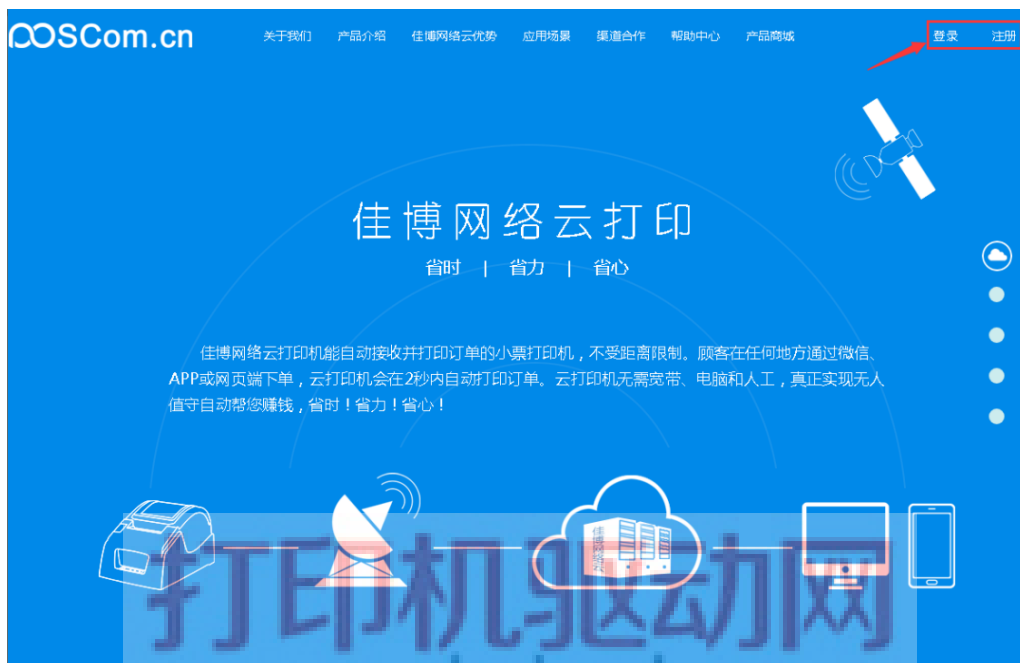 POSCom.cn
关于我们 产品介绍 佳博网络云优势 应用场景 渠道合作 帮助中心 产品商城 登录 注册
佳博网络云打印
省时 | 省力 | 省心
佳博网络云打印机能自动接收并打印订单的小票打印机，不受距离限制。顾客在任何地方通过微信、
APP或网页端下单，云打印机会在2秒内自动打印订单。云打印机无需宽带、电脑和人工，真正实现无人
值守自动帮您赚钱，省时！省力！省心！
佳博网络云
打印机驱动网